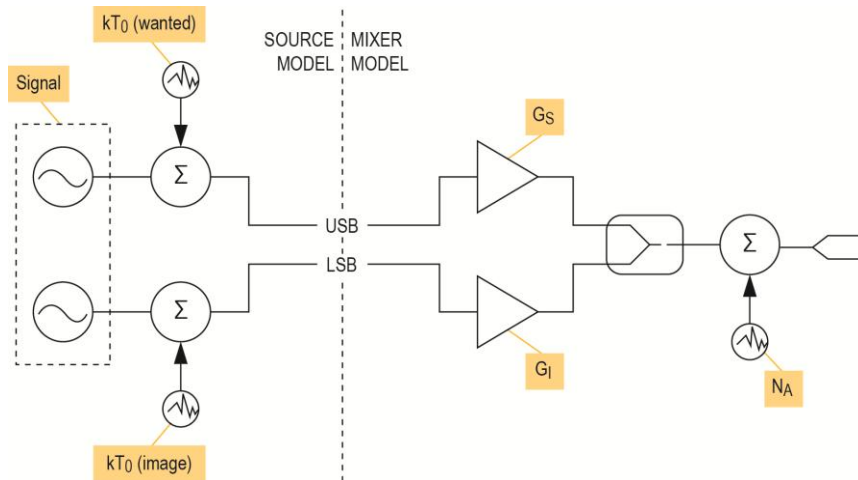 kT0 (wanted)
SOURCE MODEL
MIXER MODEL
Signal
GS
Σ
USB
LSB
Σ
Σ
GI
NA
kT0 (image)